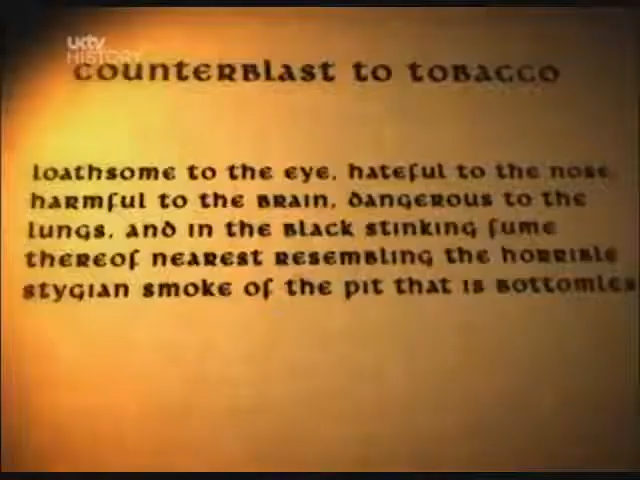 uktv
HISTORY
Counterblast to Tobacco
Loathsome to the eye, hateful to the nose,
harmful to the brain, dangerous to the
lungs, and in the black stinking fume
thereof nearest resembling the horrible
stygian smoke of the pit that is bottomles